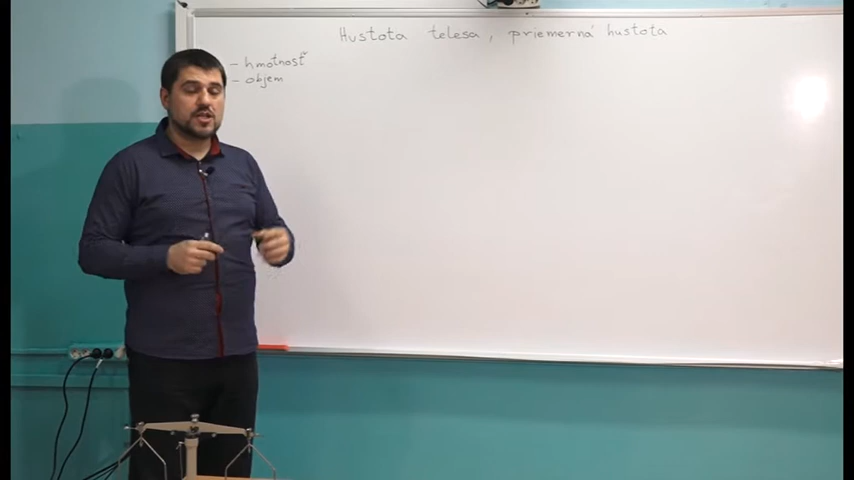 Hustota telesa, priemerná hustota
- hmotnosť
- objem